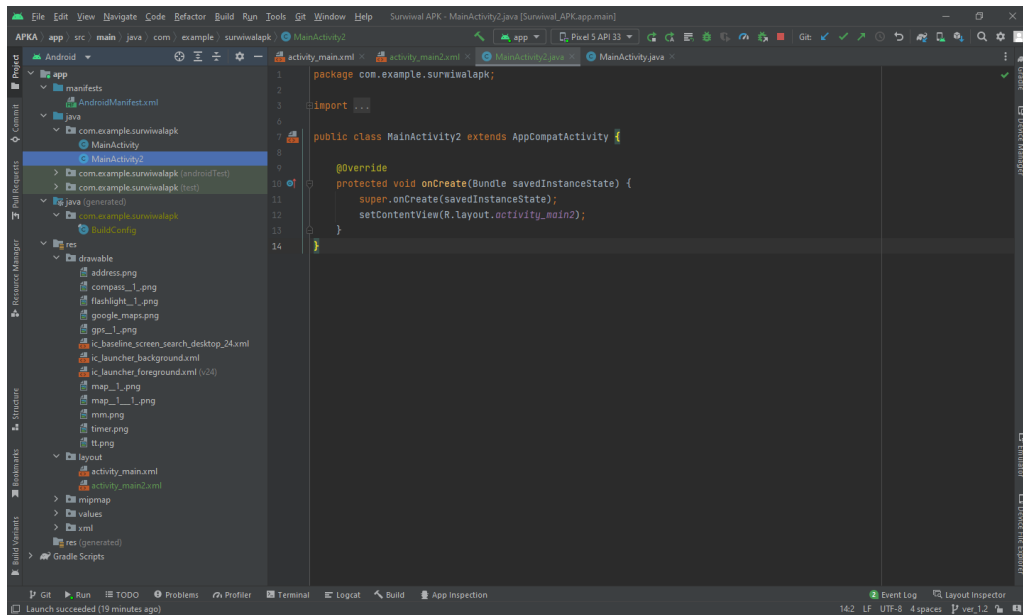 File Edit View Navigate Code Refactor Build Run Tools Git Window Help Surwiwal APK - MainActivity2.java [Surwiwal_APK.app.main]
APKA app src main java com example surwiwalapk MainActivity2 app Pixel 5 API 33 Git:
Android
activity_main.xml activity_main2.xml MainActivity2.java MainActivity.java
Project
Commit
Pull Requests
Resource Manager
Structure
Bookmarks
Build Variants
app
manifests
AndroidManifest.xml
java
com.example.surwiwalapk
MainActivity
MainActivity2
com.example.surwiwalapk (androidTest)
com.example.surwiwalapk (test)
java (generated)
com.example.surwiwalapk
BuildConfig
res
drawable
address.png
compass__1_.png
flashlight__1_.png
google_maps.png
gps__1_.png
ic_baseline_screen_search_desktop_24.xml
ic_launcher_background.xml
ic_launcher_foreground.xml (v24)
map__1_.png
map__1___1_.png
mm.png
timer.png
tt.png
layout
activity_main.xml
activity_main2.xml
mipmap
values
xml
res (generated)
Gradle Scripts
1 package com.example.surwiwalapk;
2
3 import ...
6
7 public class MainActivity2 extends AppCompatActivity {
8
9 @Override
10 protected void onCreate(Bundle savedInstanceState) {
11 super.onCreate(savedInstanceState);
12 setContentView(R.layout.activity_main2);
13 }
14 }
Gradle
Device Manager
Emulator
Device File Explorer
Git Run TODO Problems Profiler Terminal Logcat Build App Inspection 2 Event Log Layout Inspector
Launch succeeded (19 minutes ago) 14:2 LF UTF-8 4 spaces ver_1.2